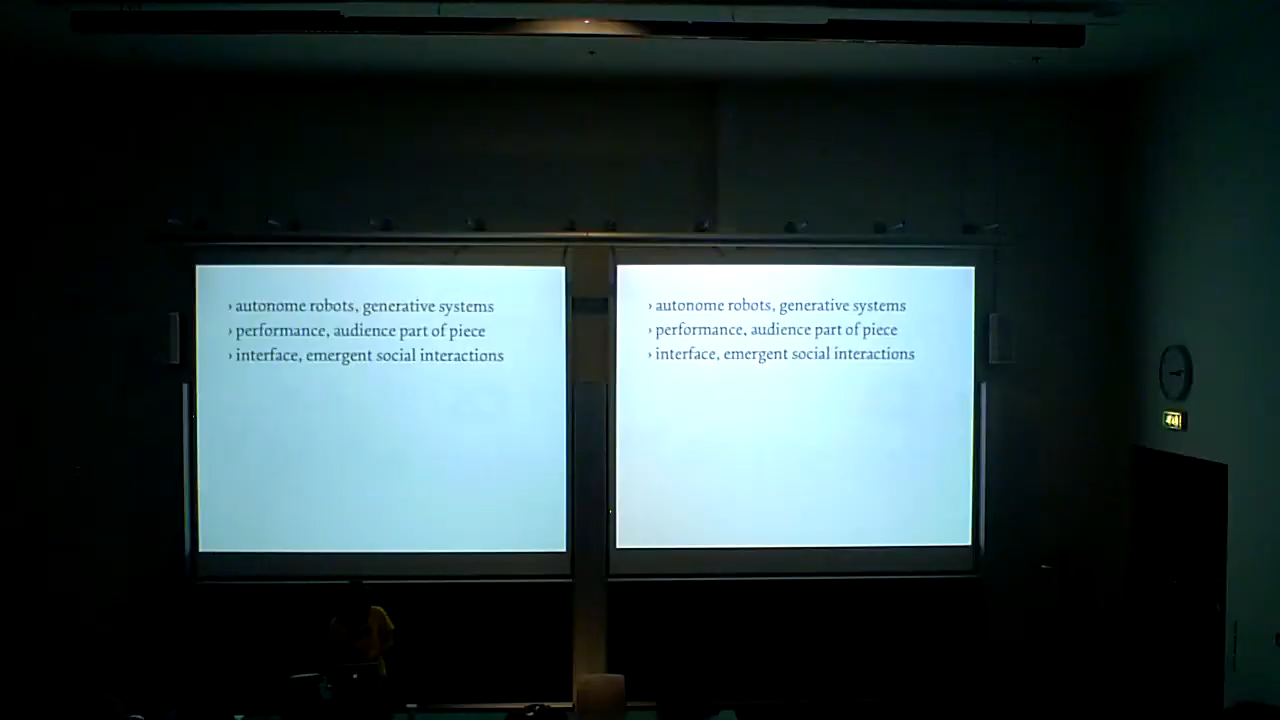 › autonome robots, generative systems
› performance, audience part of piece
› interface, emergent social interactions
› autonome robots, generative systems
› performance, audience part of piece
› interface, emergent social interactions